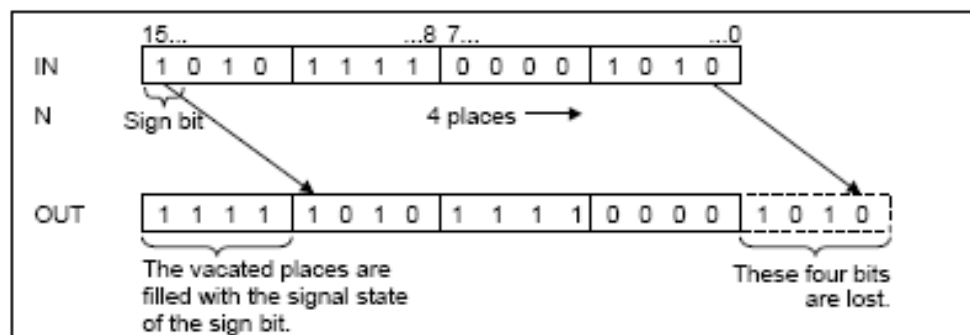 15... ...8 7... ...0
IN 1 0 1 0 1 1 1 1 0 0 0 0 1 0 1 0
Sign bit
N 4 places
OUT 1 1 1 1 1 0 1 0 1 1 1 1 0 0 0 0 1 0 1 0
The vacated places are
filled with the signal state
of the sign bit.
These four bits
are lost.